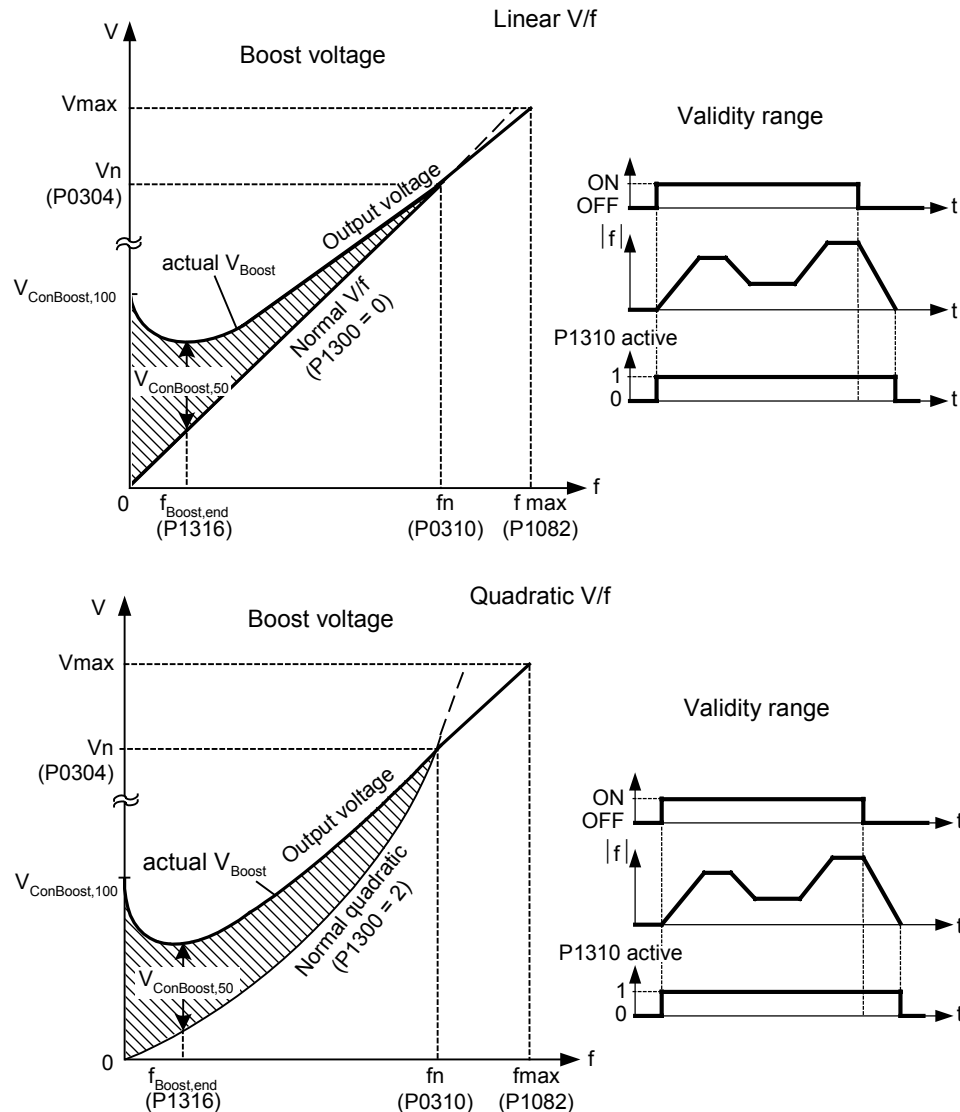 Linear V/f
V
Boost voltage
Vmax
Validity range
Vn
(P0304)
Output voltage
ON
OFF
t
|f|
actual V_Boost
V_ConBoost,100
Normal V/f
(P1300 = 0)
t
P1310 active
V_ConBoost,50
1
0
t
0
f_Boost,end
(P1316)
fn
(P0310)
f max
(P1082)
f
Quadratic V/f
V
Boost voltage
Vmax
Validity range
Vn
(P0304)
Output voltage
ON
OFF
t
|f|
actual V_Boost
V_ConBoost,100
Normal quadratic
(P1300 = 2)
t
P1310 active
V_ConBoost,50
1
0
t
0
f_Boost,end
(P1316)
fn
(P0310)
fmax
(P1082)
f